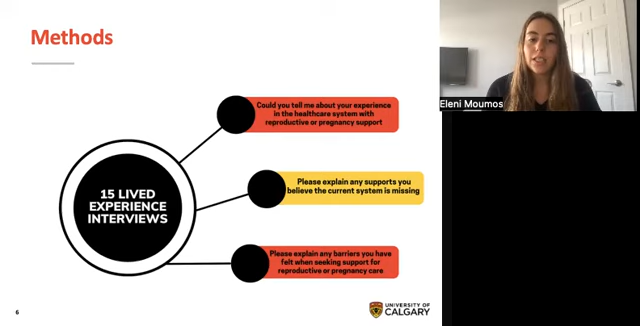 Methods
Could you tell me about your experience
in the healthcare system with
reproductive or pregnancy support
Please explain any supports you
believe the current system is missing
15 LIVED
EXPERIENCE
INTERVIEWS
Please explain any barriers you have
felt when seeking support for
reproductive or pregnancy care
6
UNIVERSITY OF
CALGARY
Eleni Moumos